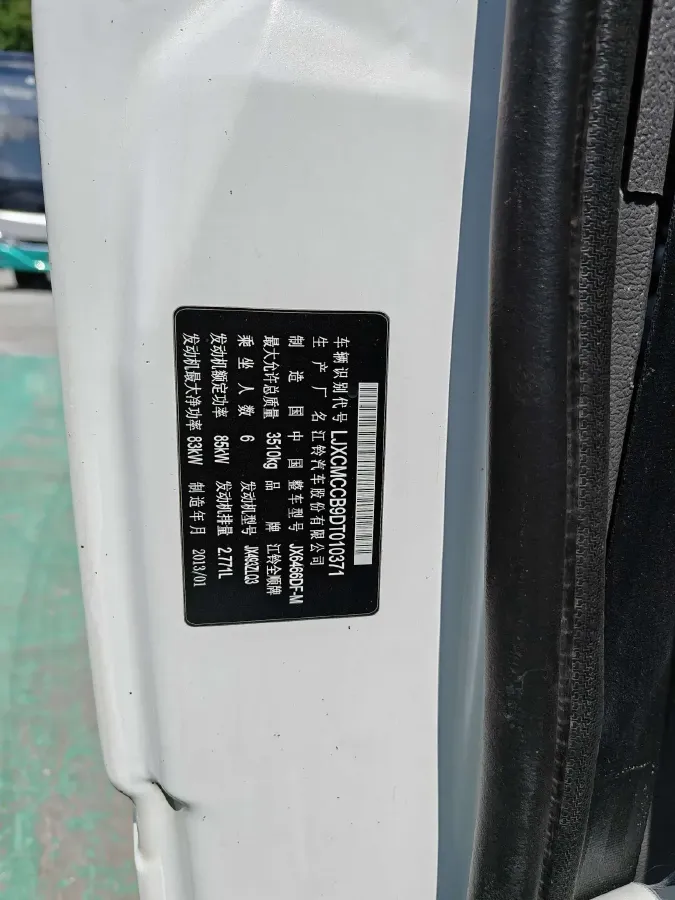 车辆识别代号 LJXCMCCB9DT010371
生产厂名 江铃汽车股份有限公司
制造国 中国 整车型号 JX6466DF-M
最大允许总质量 3510kg 品牌 江铃全顺牌
乘坐人数 6 发动机型号 JX493ZLQ3
发动机额定功率 85kW 发动机排量 2.771L
发动机最大净功率 83kW 制造年月 2013/01